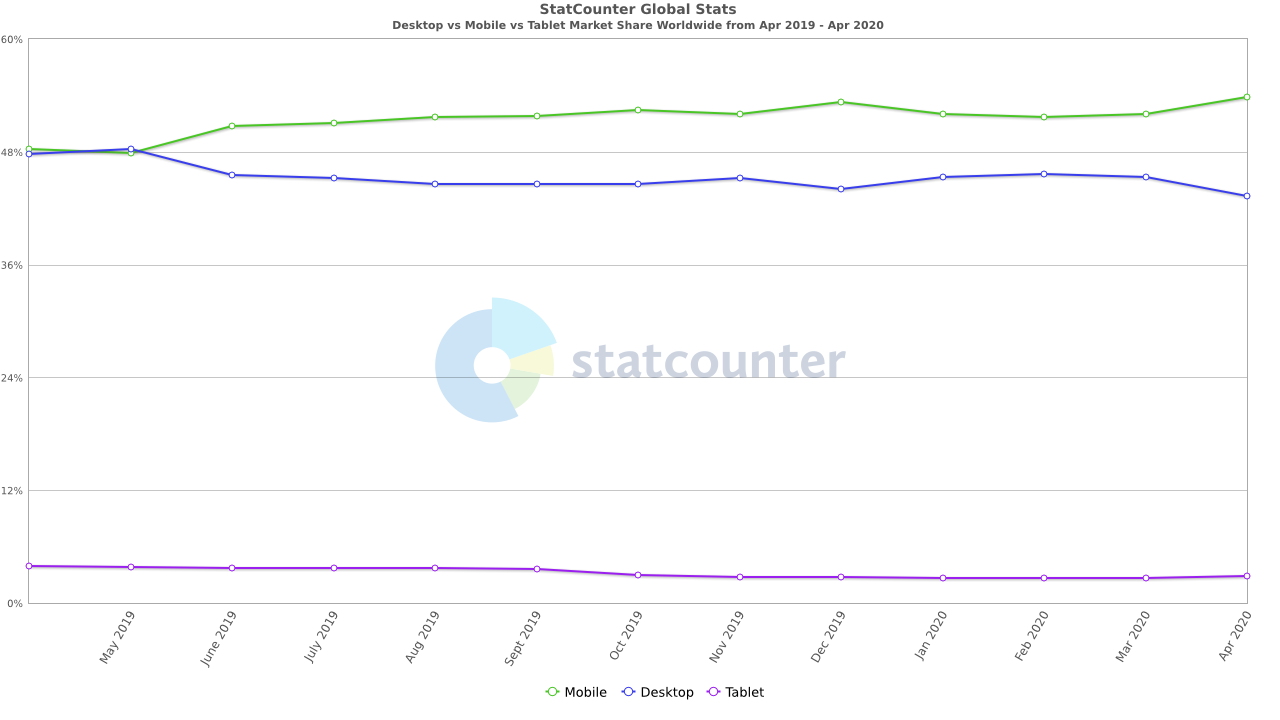 StatCounter Global Stats
Desktop vs Mobile vs Tablet Market Share Worldwide from Apr 2019 - Apr 2020
60%
48%
36%
statcounter
24%
12%
0%
May 2019
June 2019
July 2019
Aug 2019
Sept 2019
Oct 2019
Nov 2019
Dec 2019
Jan 2020
Feb 2020
Mar 2020
Apr 2020
Mobile Desktop Tablet